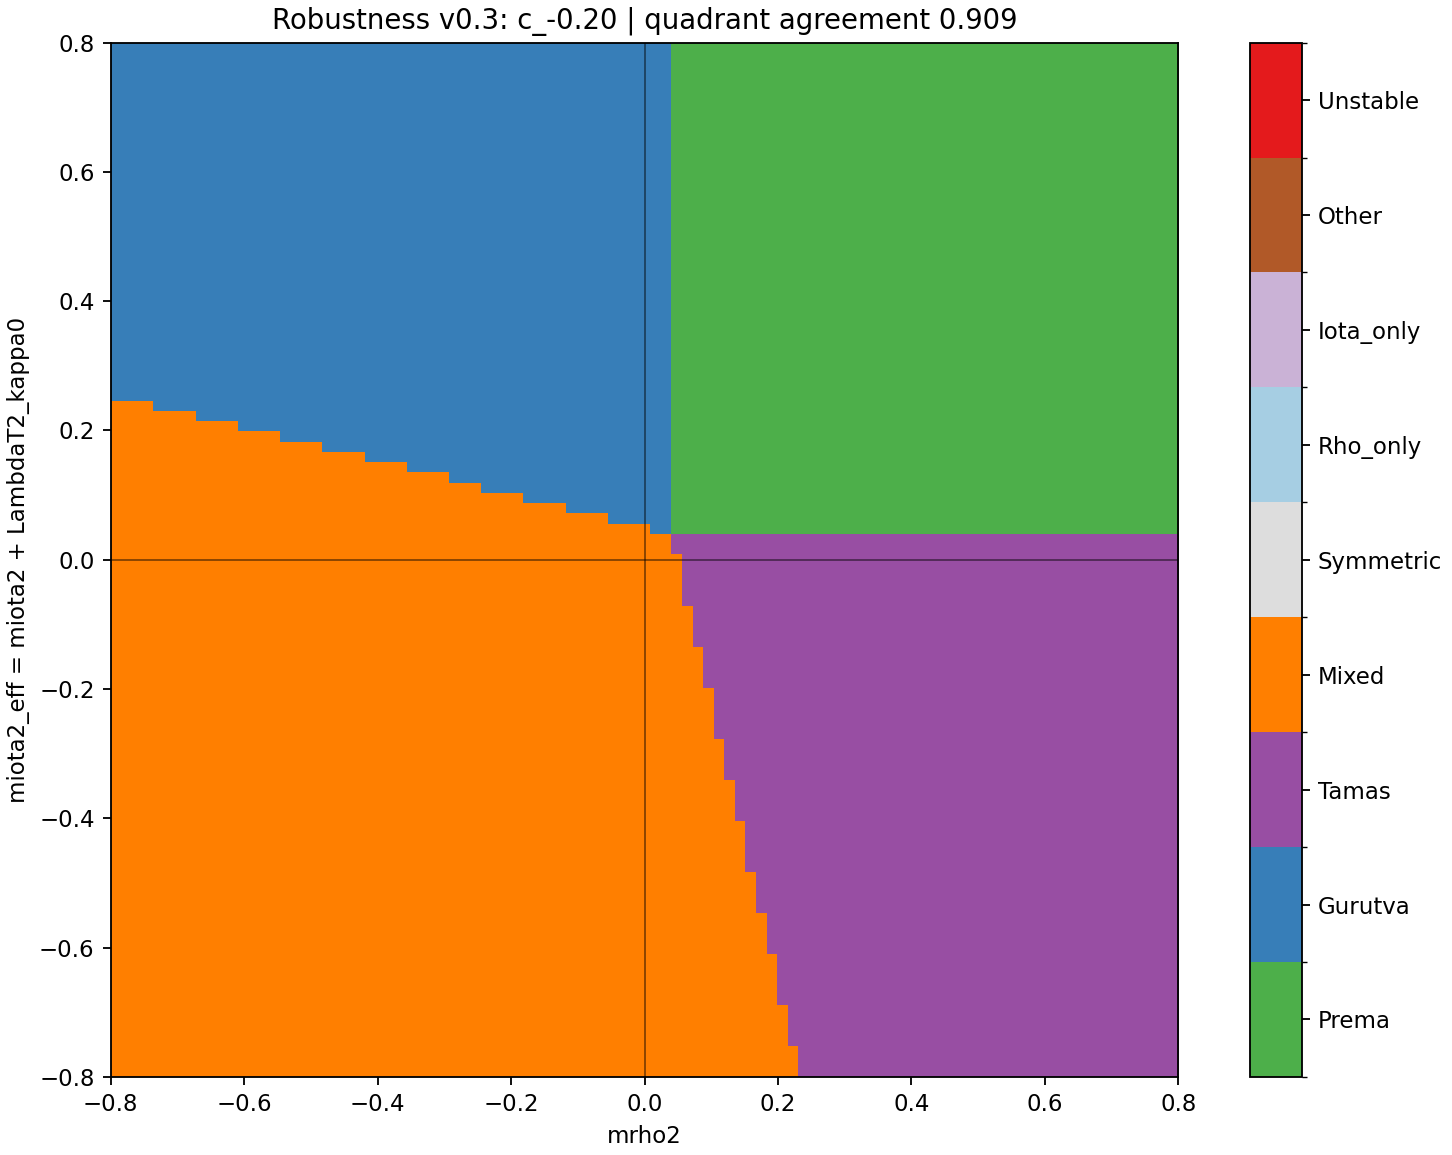 Robustness v0.3: c_-0.20 | quadrant agreement 0.909
0.8
0.6
0.4
0.2
0.0
−0.2
−0.4
−0.6
−0.8
miota2_eff = miota2 + LambdaT2_kappa0
−0.8 −0.6 −0.4 −0.2 0.0 0.2 0.4 0.6 0.8
mrho2
Unstable
Other
Iota_only
Rho_only
Symmetric
Mixed
Tamas
Gurutva
Prema